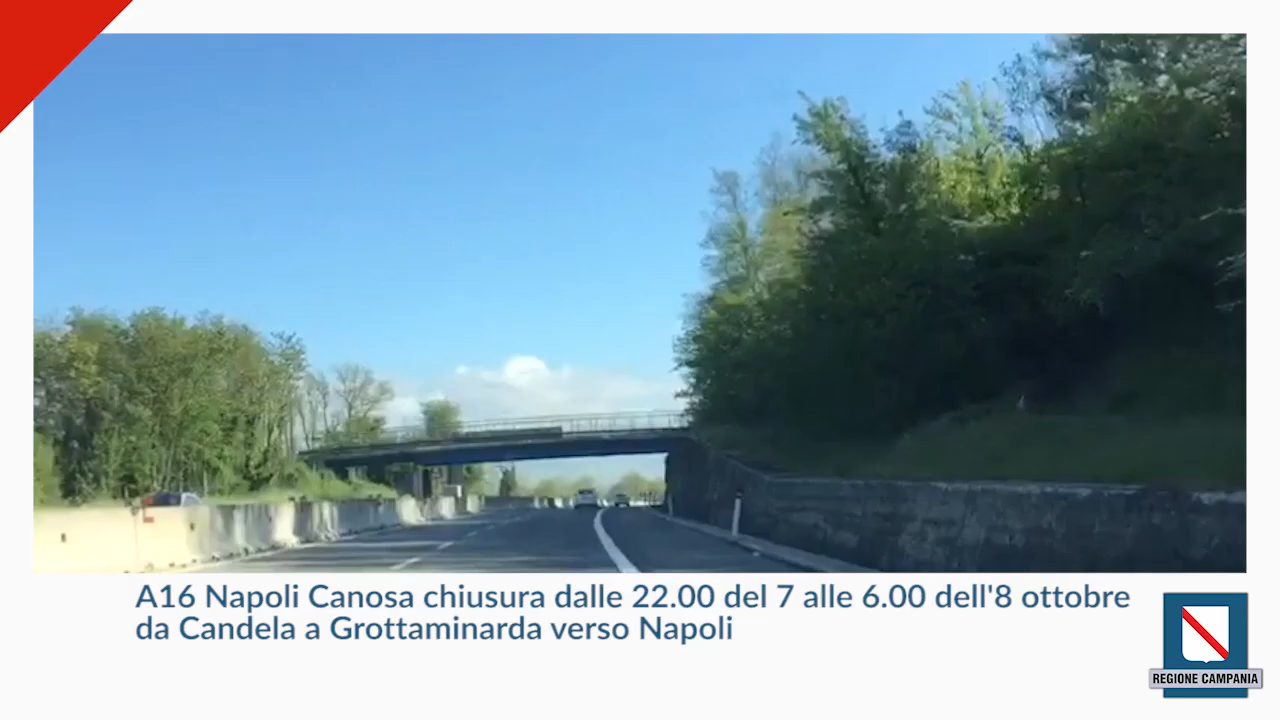 A16 Napoli Canosa chiusura dalle 22.00 del 7 alle 6.00 dell'8 ottobre
da Candela a Grottaminarda verso Napoli
REGIONE CAMPANIA